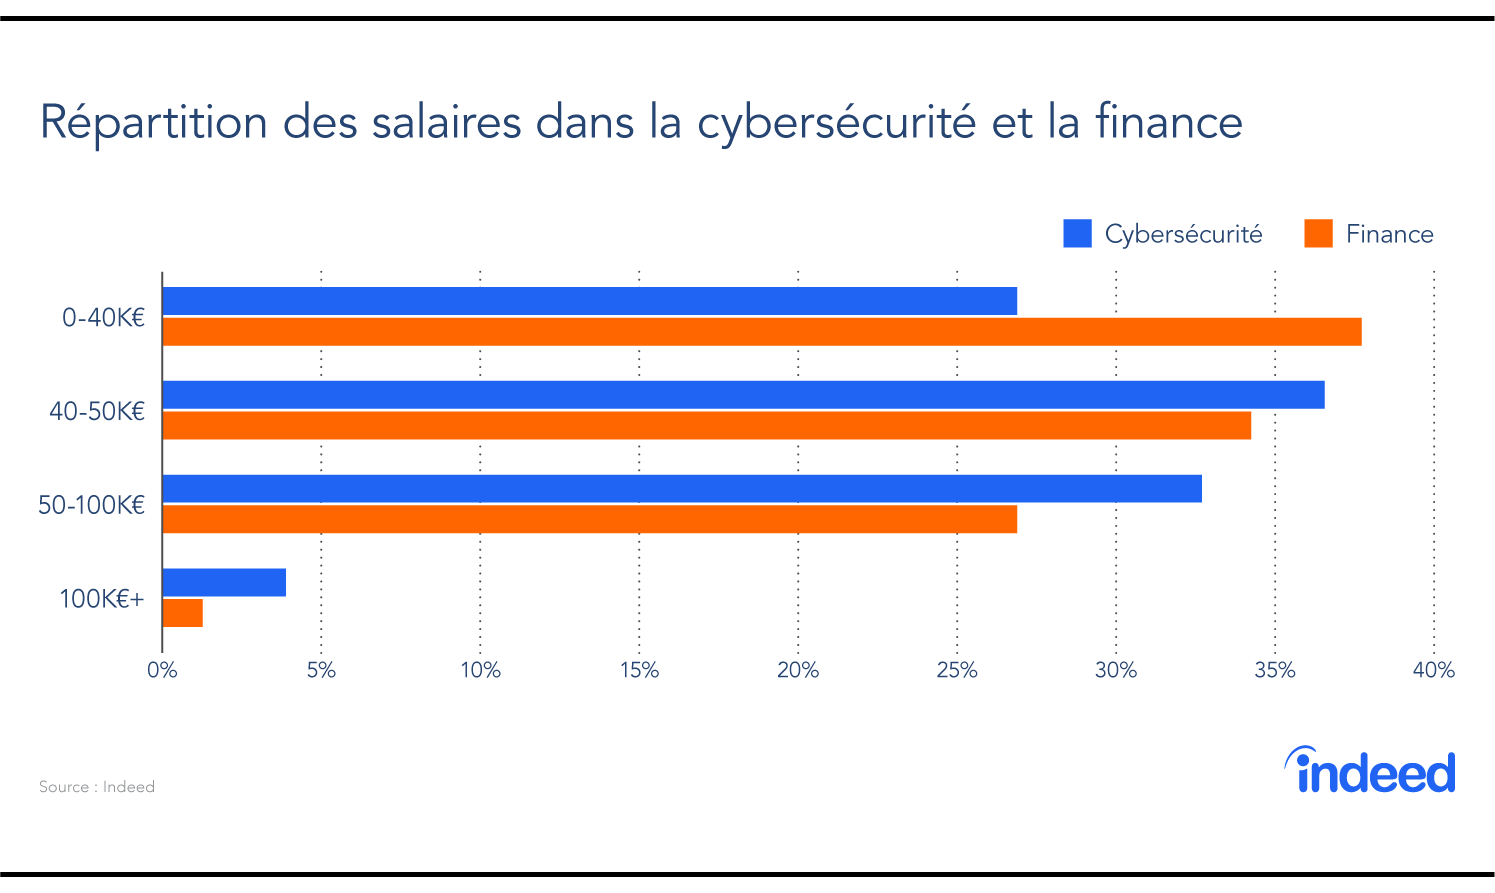 Répartition des salaires dans la cybersécurité et la finance
Cybersécurité Finance
0-40K€
40-50K€
50-100K€
100K€+
0% 5% 10% 15% 20% 25% 30% 35% 40%
Source : Indeed
indeed